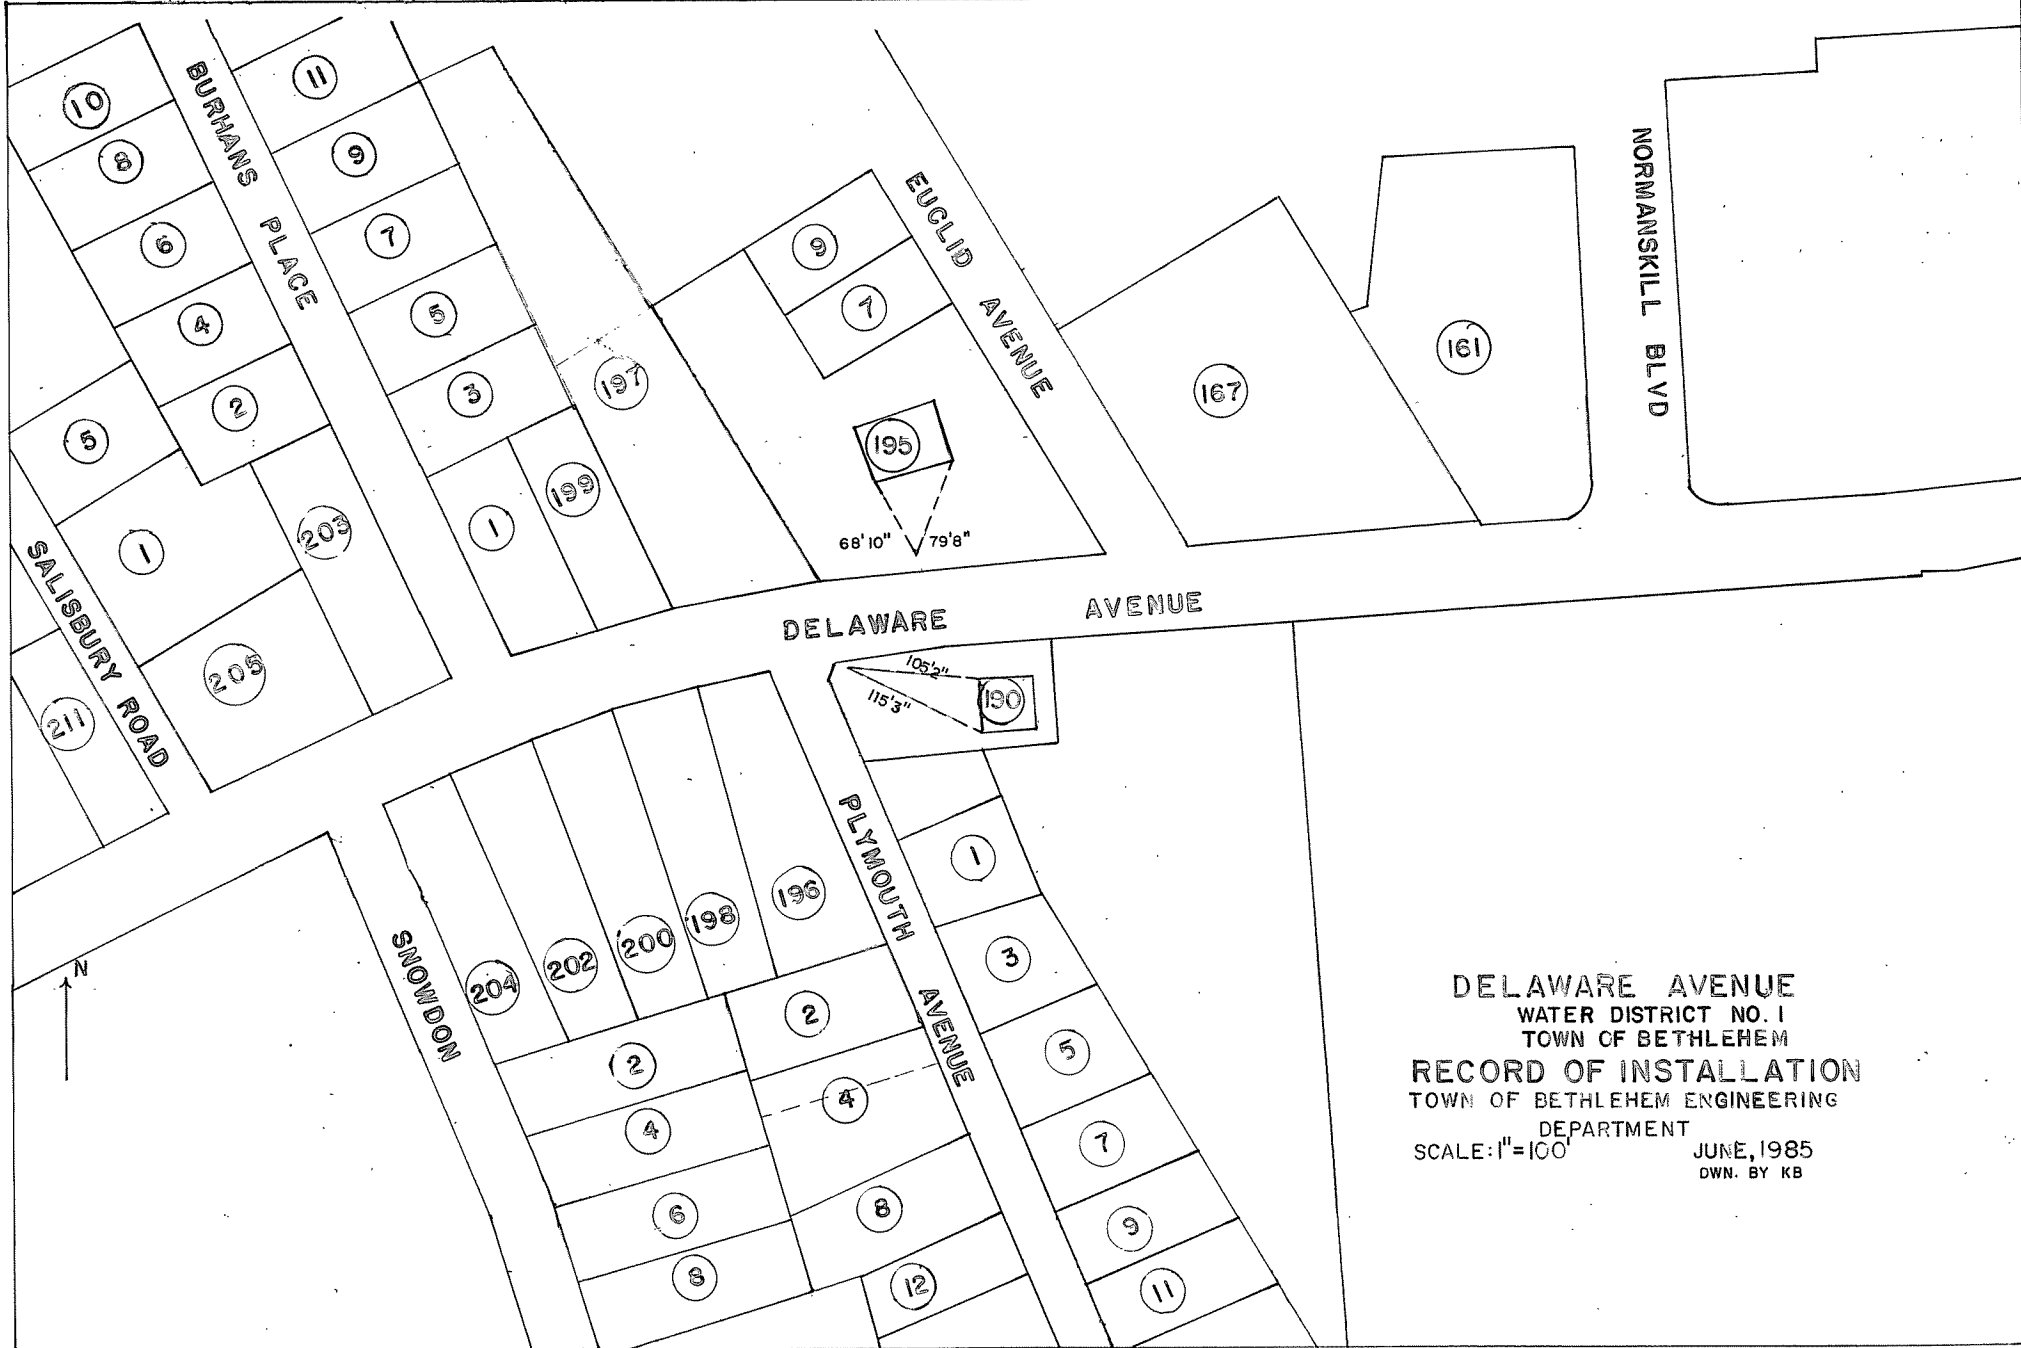 BURHANS PLACE
10
8
6
4
2
11
9
7
5
3
1
199
197
5
1
203
205
211
SALISBURY ROAD
EUCLID AVENUE
9
7
195
68'10" 79'8"
167
161
NORMANSKILL BLVD
DELAWARE AVENUE
105'2"
115'3"
190
PLYMOUTH AVENUE
SNOWDON
204
202
200
198
196
2
4
6
8
2
4
8
12
1
3
5
7
9
11
N
DELAWARE AVENUE
WATER DISTRICT NO. 1
TOWN OF BETHLEHEM
RECORD OF INSTALLATION
TOWN OF BETHLEHEM ENGINEERING
DEPARTMENT
SCALE: 1"=100' JUNE, 1985
DWN. BY KB